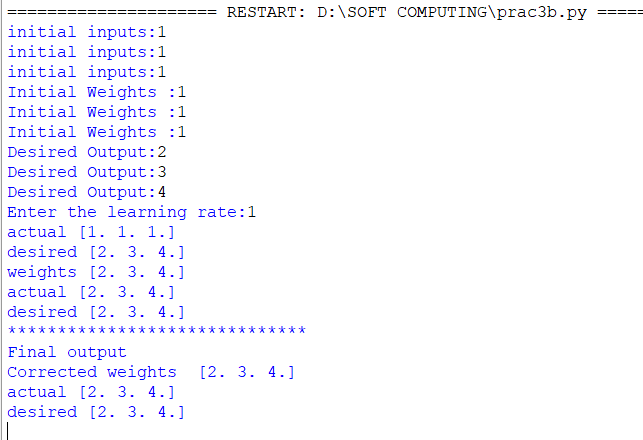 ===================== RESTART: D:\SOFT COMPUTING\prac3b.py =====
initial inputs:1
initial inputs:1
initial inputs:1
Initial Weights :1
Initial Weights :1
Initial Weights :1
Desired Output:2
Desired Output:3
Desired Output:4
Enter the learning rate:1
actual [1. 1. 1.]
desired [2. 3. 4.]
weights [2. 3. 4.]
actual [2. 3. 4.]
desired [2. 3. 4.]
******************************
Final output
Corrected weights  [2. 3. 4.]
actual [2. 3. 4.]
desired [2. 3. 4.]